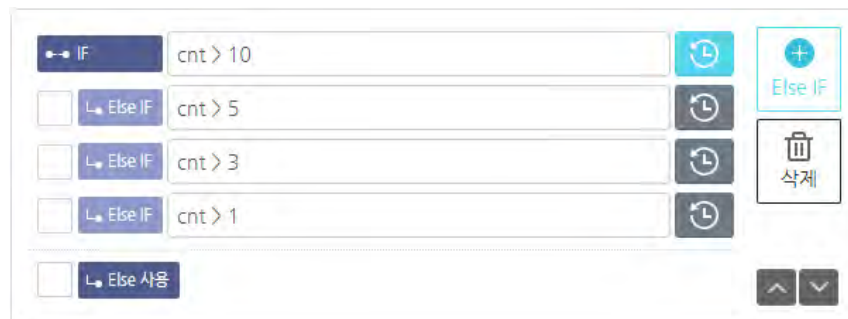 IF cnt > 10
Else IF
Else IF cnt > 5
Else IF cnt > 3
삭제
Else IF cnt > 1
Else 사용